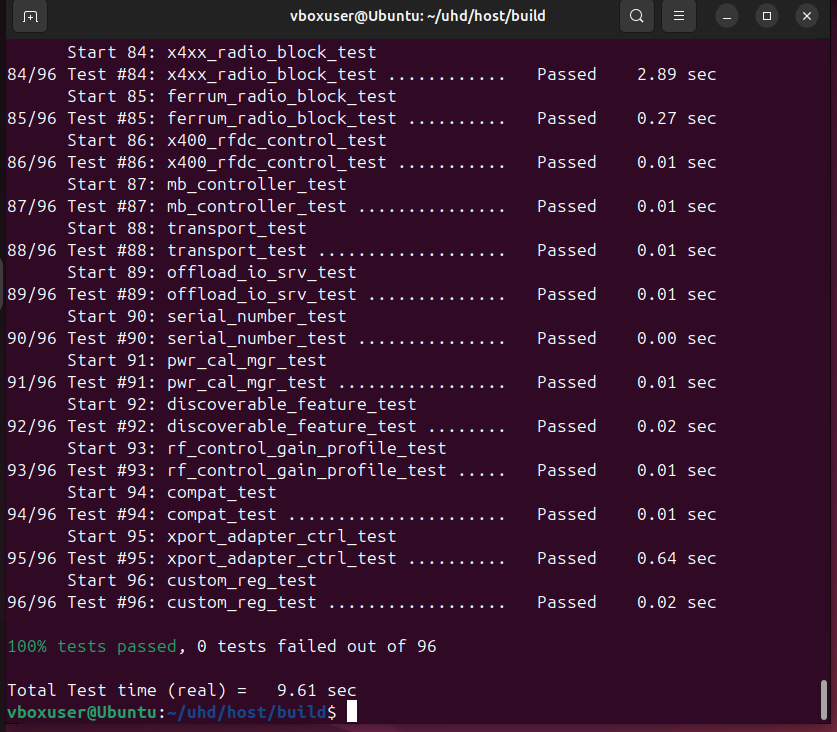 vboxuser@Ubuntu: ~/uhd/host/build
Start 84: x4xx_radio_block_test
84/96 Test #84: x4xx_radio_block_test ............   Passed    2.89 sec
Start 85: ferrum_radio_block_test
85/96 Test #85: ferrum_radio_block_test ..........   Passed    0.27 sec
Start 86: x400_rfdc_control_test
86/96 Test #86: x400_rfdc_control_test ...........   Passed    0.01 sec
Start 87: mb_controller_test
87/96 Test #87: mb_controller_test ...............   Passed    0.01 sec
Start 88: transport_test
88/96 Test #88: transport_test ...................   Passed    0.01 sec
Start 89: offload_io_srv_test
89/96 Test #89: offload_io_srv_test ..............   Passed    0.01 sec
Start 90: serial_number_test
90/96 Test #90: serial_number_test ...............   Passed    0.00 sec
Start 91: pwr_cal_mgr_test
91/96 Test #91: pwr_cal_mgr_test .................   Passed    0.01 sec
Start 92: discoverable_feature_test
92/96 Test #92: discoverable_feature_test ........   Passed    0.02 sec
Start 93: rf_control_gain_profile_test
93/96 Test #93: rf_control_gain_profile_test .....   Passed    0.01 sec
Start 94: compat_test
94/96 Test #94: compat_test ......................   Passed    0.01 sec
Start 95: xport_adapter_ctrl_test
95/96 Test #95: xport_adapter_ctrl_test ..........   Passed    0.64 sec
Start 96: custom_reg_test
96/96 Test #96: custom_reg_test ..................   Passed    0.02 sec
100% tests passed, 0 tests failed out of 96
Total Test time (real) =   9.61 sec
vboxuser@Ubuntu:~/uhd/host/build$